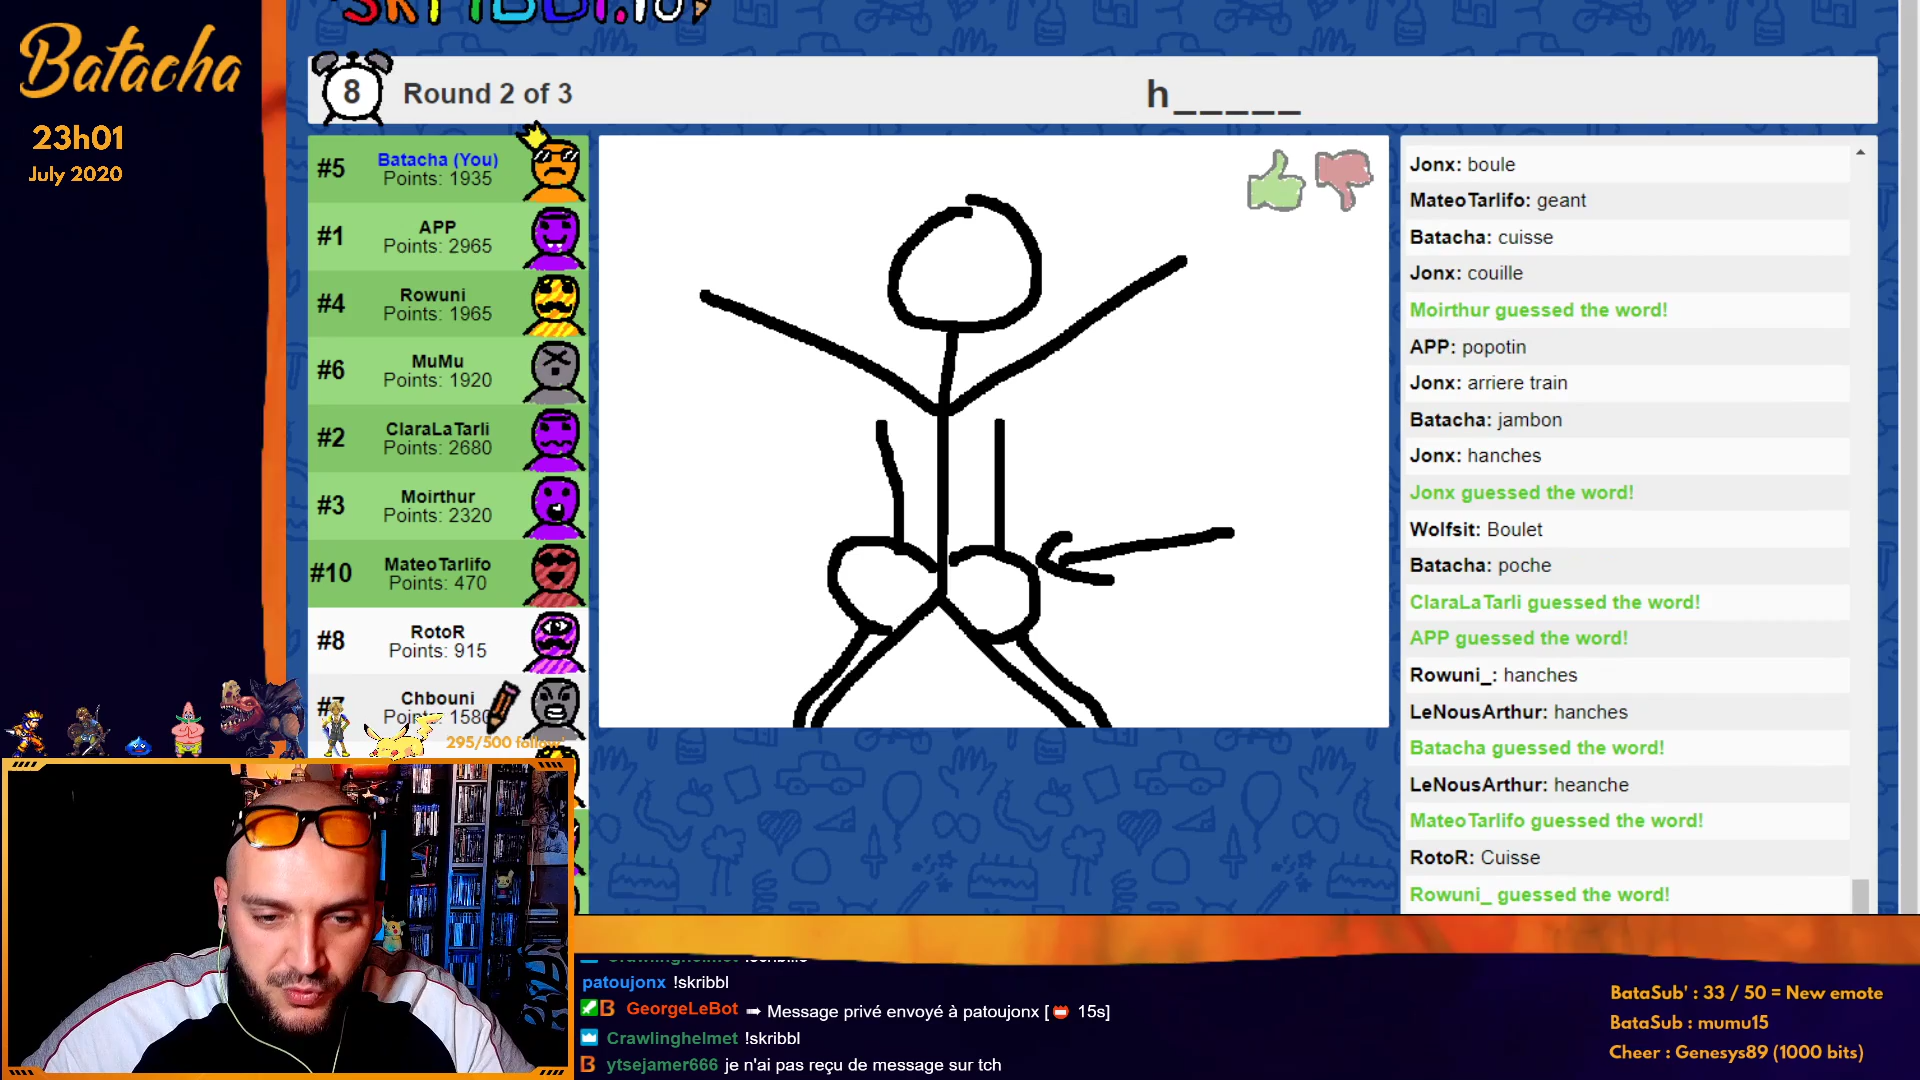 skribbl.io
Batacha
23h01
July 2020
8
Round 2 of 3
h_____
#5 Batacha (You)
Points: 1935
#1 APP
Points: 2965
#4 Rowuni
Points: 1965
#6 MuMu
Points: 1920
#2 ClaraLaTarli
Points: 2680
#3 Moirthur
Points: 2320
#10 MateoTarlifo
Points: 470
#8 RotoR
Points: 915
#7 Chbouni
Points: 1580
295/500 follow
Jonx: boule
MateoTarlifo: geant
Batacha: cuisse
Jonx: couille
Moirthur guessed the word!
APP: popotin
Jonx: arriere train
Batacha: jambon
Jonx: hanches
Jonx guessed the word!
Wolfsit: Boulet
Batacha: poche
ClaraLaTarli guessed the word!
APP guessed the word!
Rowuni_: hanches
LeNousArthur: hanches
Batacha guessed the word!
LeNousArthur: heanche
MateoTarlifo guessed the word!
RotoR: Cuisse
Rowuni_ guessed the word!
patoujonx !skribbl
GeorgeLeBot ➡ Message privé envoyé à patoujonx [ 15s]
Crawlinghelmet !skribbl
ytsejamer666 je n'ai pas reçu de message sur tch
BataSub' : 33 / 50 = New emote
BataSub : mumu15
Cheer : Genesys89 (1000 bits)